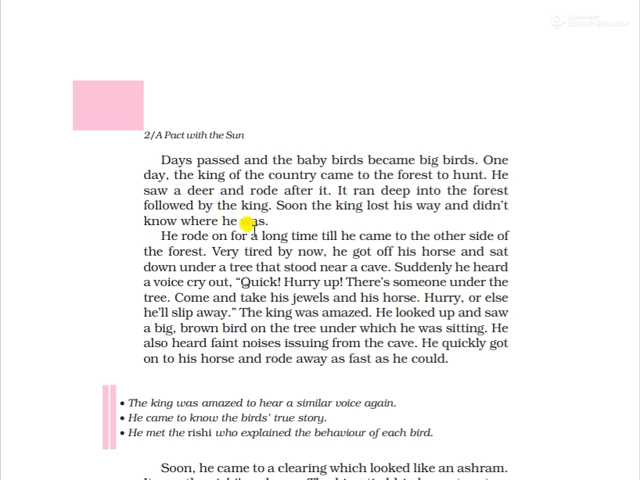 2/A Pact with the Sun
Days passed and the baby birds became big birds. One
day, the king of the country came to the forest to hunt. He
saw a deer and rode after it. It ran deep into the forest
followed by the king. Soon the king lost his way and didn't
know where he was.
He rode on for a long time till he came to the other side of
the forest. Very tired by now, he got off his horse and sat
down under a tree that stood near a cave. Suddenly he heard
a voice cry out, “Quick! Hurry up! There's someone under the
tree. Come and take his jewels and his horse. Hurry, or else
he'll slip away.” The king was amazed. He looked up and saw
a big, brown bird on the tree under which he was sitting. He
also heard faint noises issuing from the cave. He quickly got
on to his horse and rode away as fast as he could.
• The king was amazed to hear a similar voice again.
• He came to know the birds' true story.
• He met the rishi who explained the behaviour of each bird.
Soon, he came to a clearing which looked like an ashram.